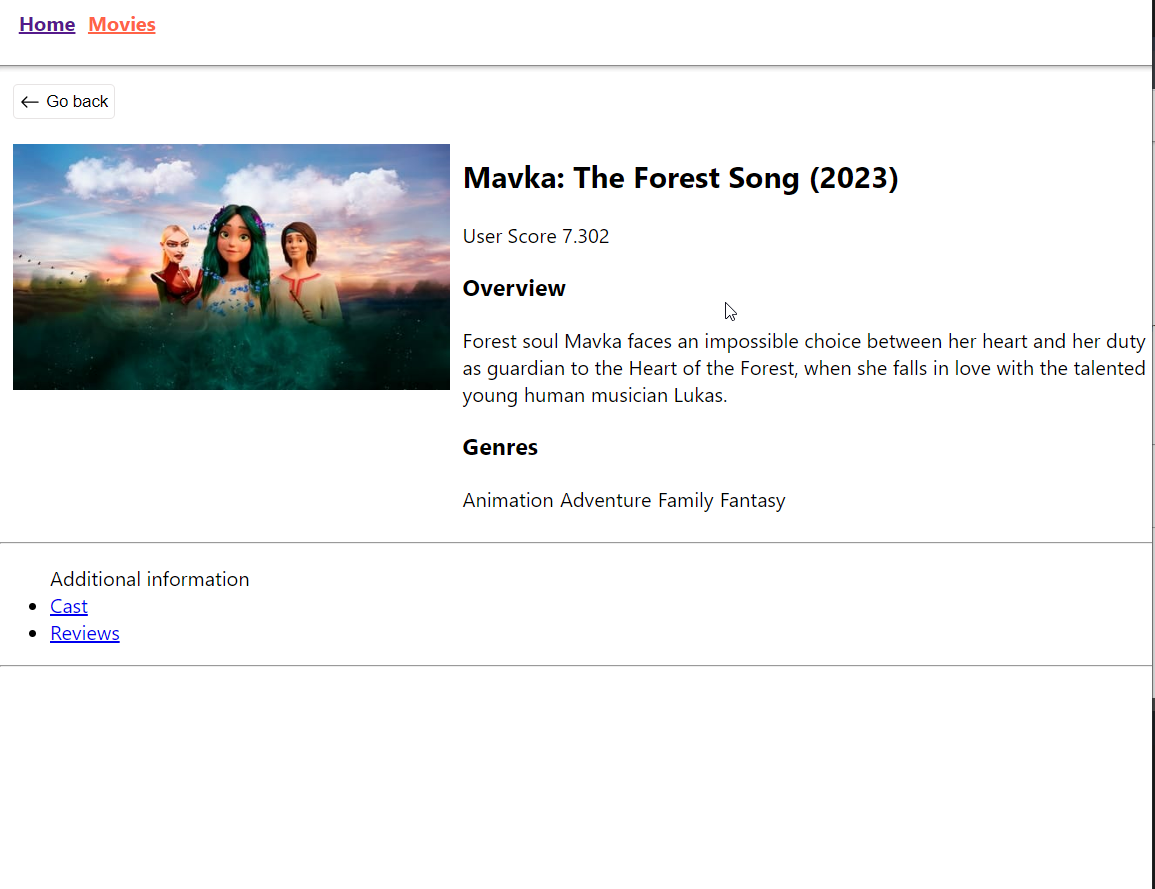 Home Movies
Go back
Mavka: The Forest Song (2023)
User Score 7.302
Overview
Forest soul Mavka faces an impossible choice between her heart and her duty
as guardian to the Heart of the Forest, when she falls in love with the talented
young human musician Lukas.
Genres
Animation Adventure Family Fantasy
Additional information
Cast
Reviews